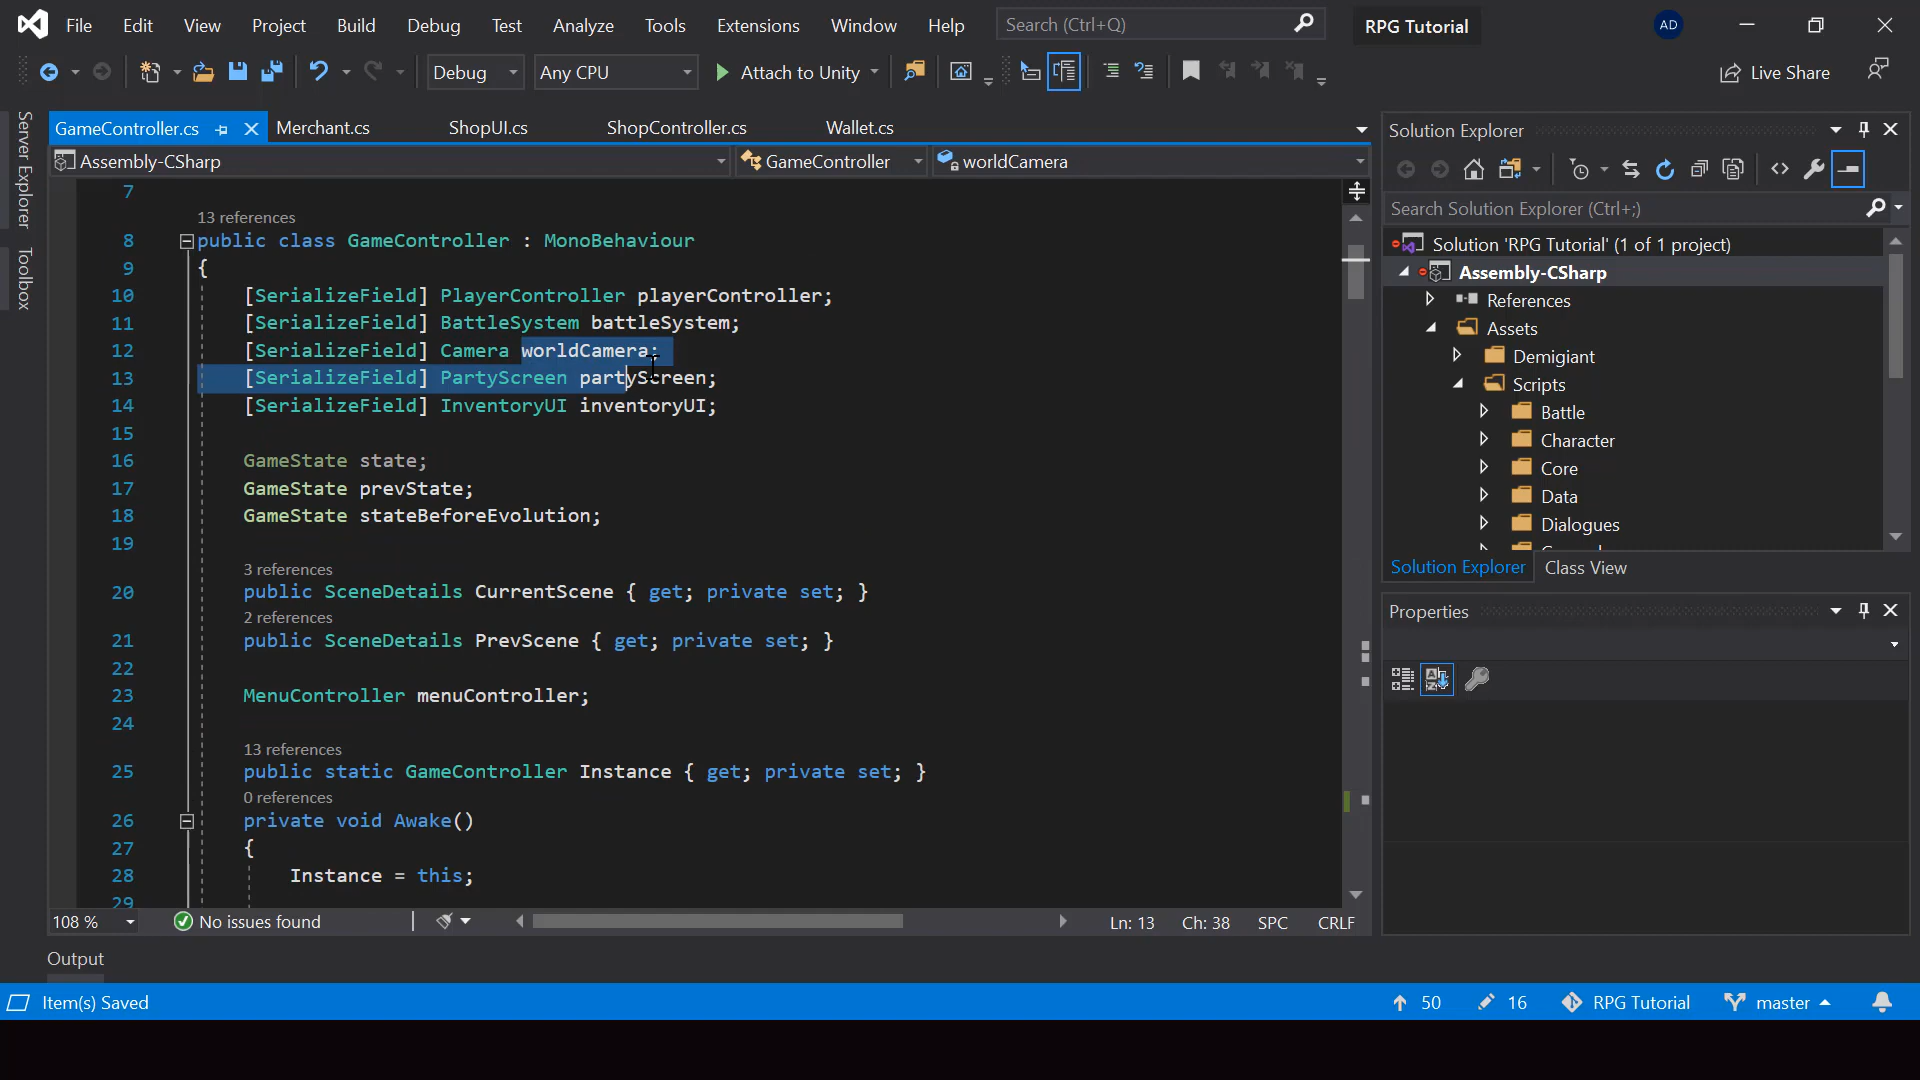 File Edit View Project Build Debug Test Analyze Tools Extensions Window Help Search (Ctrl+Q) RPG Tutorial AD
Debug Any CPU Attach to Unity Live Share
Server Explorer
Toolbox
GameController.cs Merchant.cs ShopUI.cs ShopController.cs Wallet.cs
Assembly-CSharp GameController worldCamera
7
13 references
8 public class GameController : MonoBehaviour
9 {
10 [SerializeField] PlayerController playerController;
11 [SerializeField] BattleSystem battleSystem;
12 [SerializeField] Camera worldCamera;
13 [SerializeField] PartyScreen partyScreen;
14 [SerializeField] InventoryUI inventoryUI;
15
16 GameState state;
17 GameState prevState;
18 GameState stateBeforeEvolution;
19
3 references
20 public SceneDetails CurrentScene { get; private set; }
2 references
21 public SceneDetails PrevScene { get; private set; }
22
23 MenuController menuController;
24
13 references
25 public static GameController Instance { get; private set; }
0 references
26 private void Awake()
27 {
28 Instance = this;
29
108 % No issues found Ln: 13 Ch: 38 SPC CRLF
Output
Solution Explorer
Search Solution Explorer (Ctrl+;)
Solution 'RPG Tutorial' (1 of 1 project)
Assembly-CSharp
References
Assets
Demigiant
Scripts
Battle
Character
Core
Data
Dialogues
Solution Explorer Class View
Properties
Item(s) Saved 50 16 RPG Tutorial master